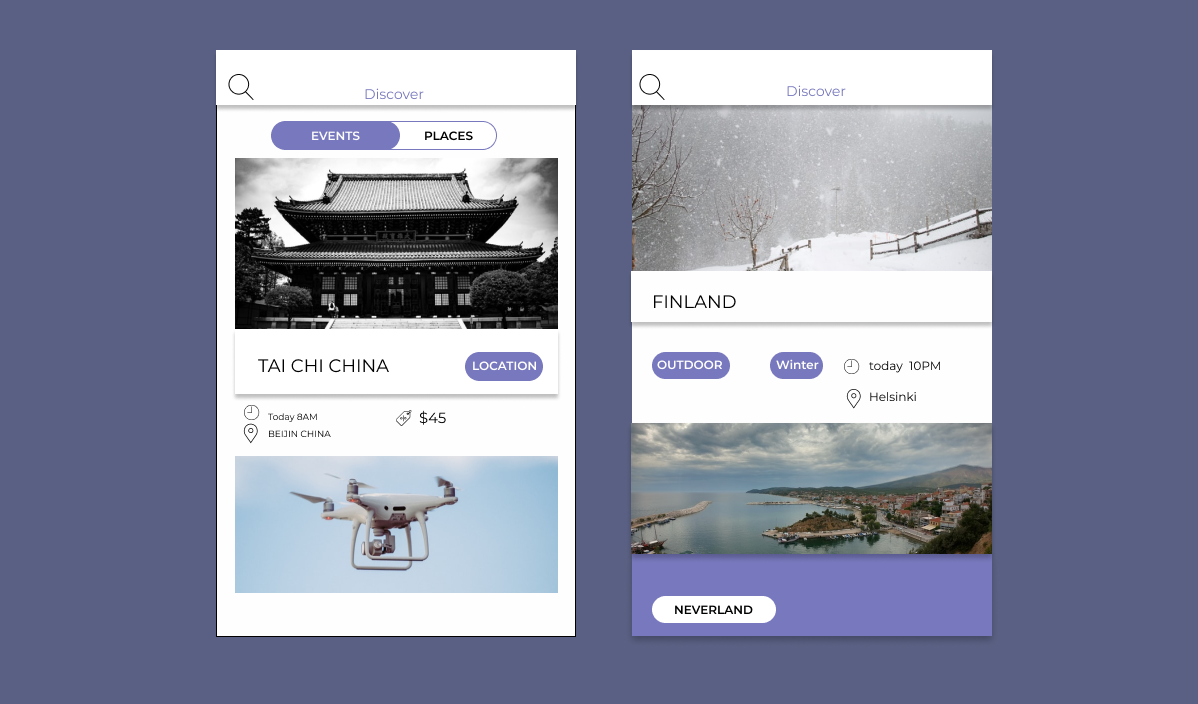 Discover
EVENTS
PLACES
TAI CHI CHINA
LOCATION
Today 8AM
BEIJIN CHINA
$45
Discover
FINLAND
OUTDOOR
Winter
today 10PM
Helsinki
NEVERLAND